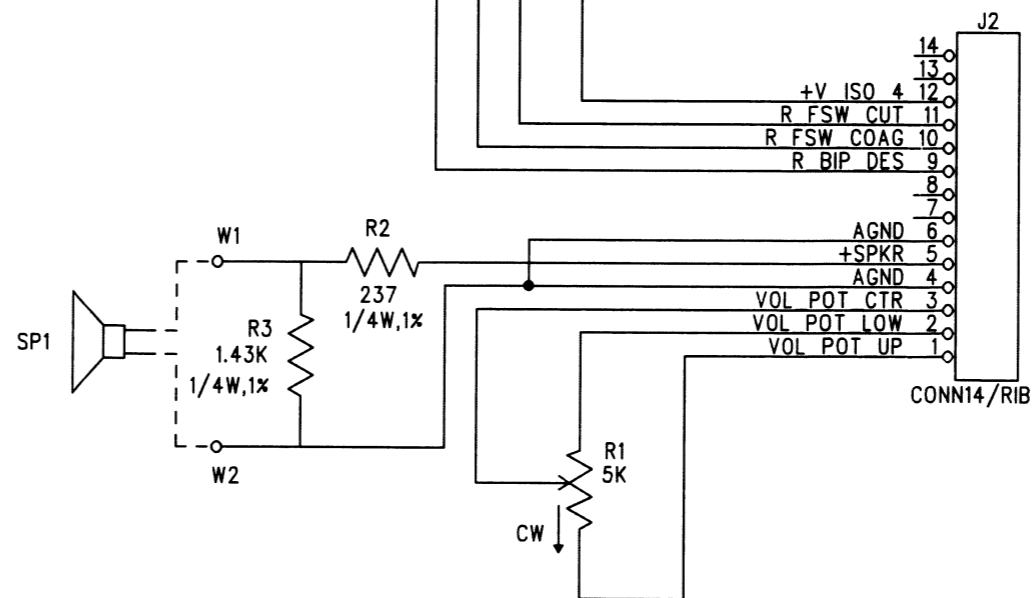 J2
14
13
+V ISO 4 12
R FSW CUT 11
R FSW COAG 10
R BIP DES 9
8
7
AGND 6
+SPKR 5
AGND 4
VOL POT CTR 3
VOL POT LOW 2
VOL POT UP 1
CONN14/RIB
W1
R2
237
1/4W,1%
SP1
R3
1.43K
1/4W,1%
W2
R1
5K
CW